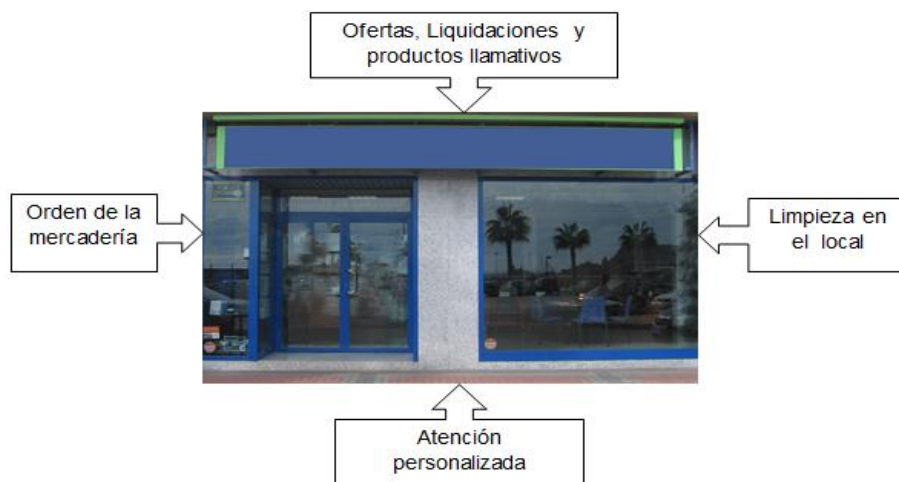 Ofertas, Liquidaciones y
productos llamativos
Orden de la
mercadería
Limpieza en
el local
Atención
personalizada